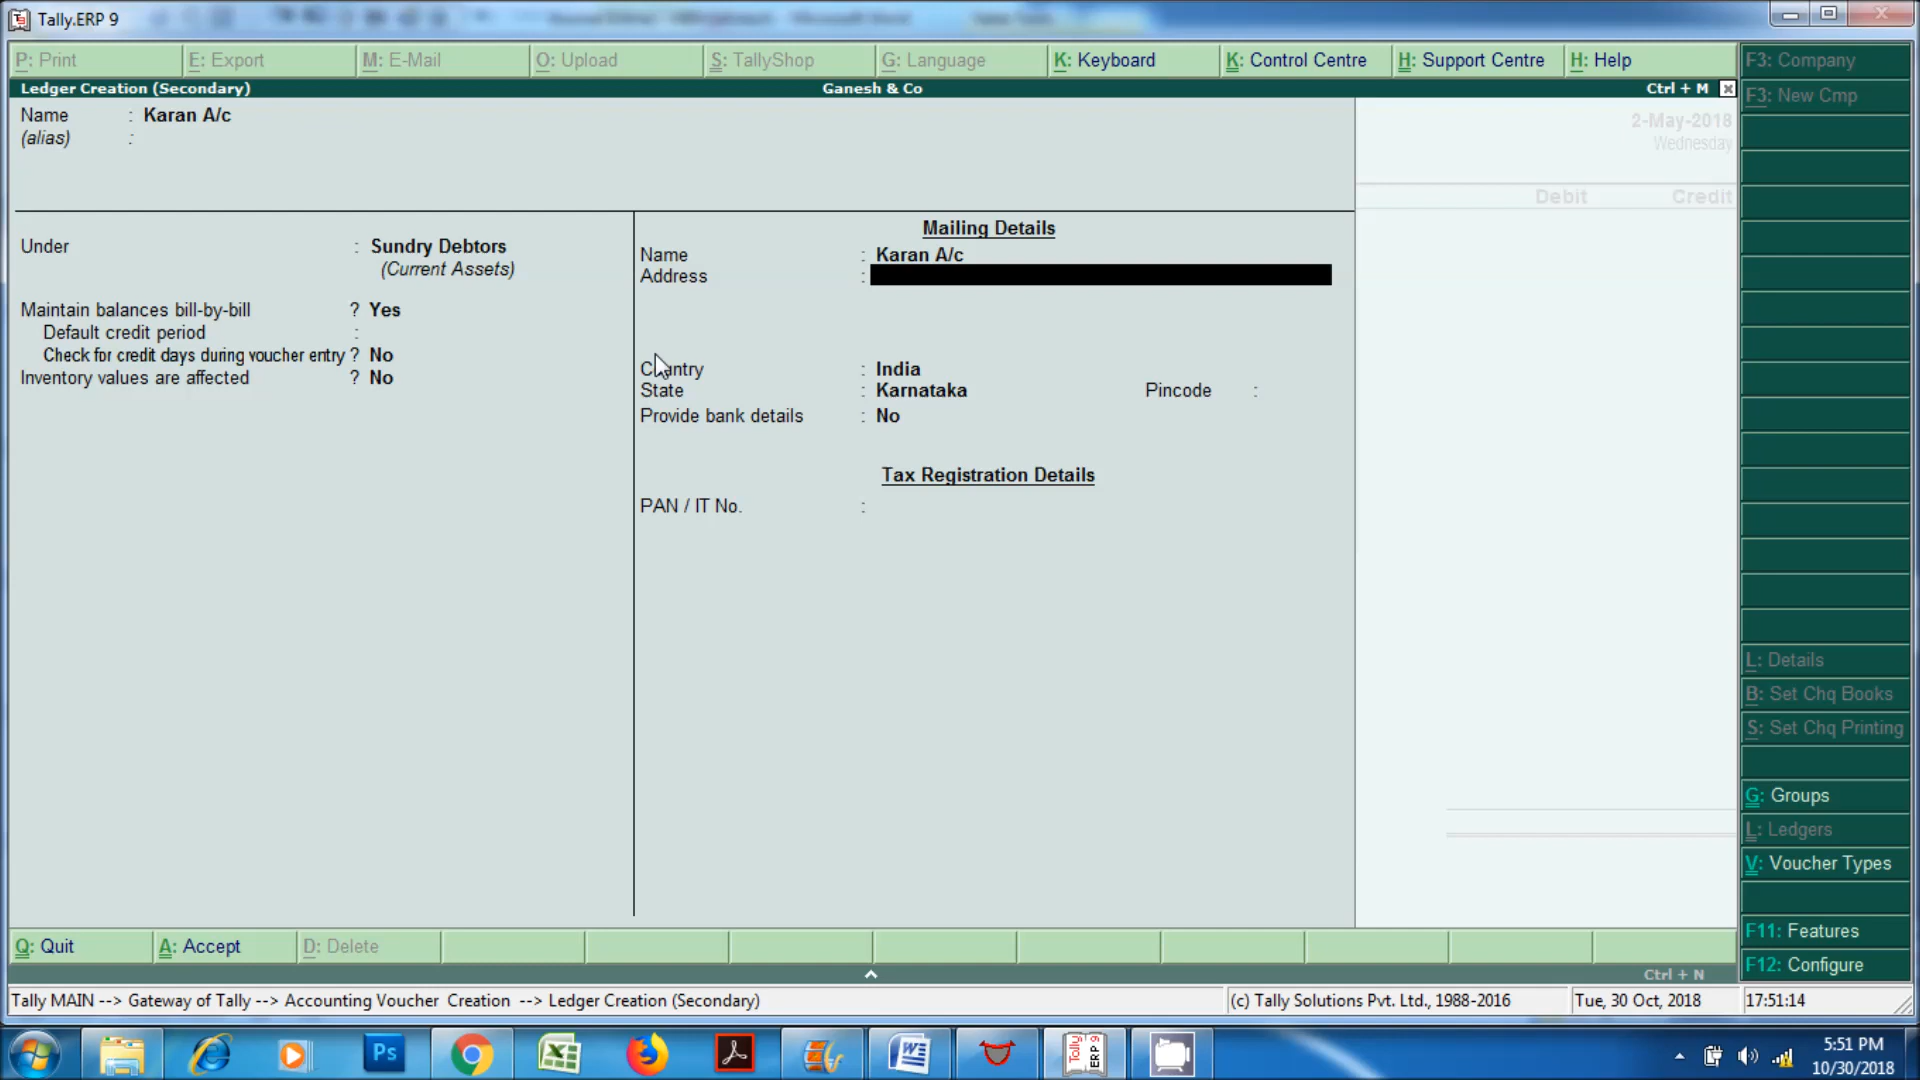 Tally.ERP 9
P: Print E: Export M: E-Mail O: Upload S: TallyShop G: Language K: Keyboard K: Control Centre H: Support Centre H: Help
Ledger Creation (Secondary) Ganesh & Co Ctrl + M
Name : Karan A/c
(alias) :
Under : Sundry Debtors
(Current Assets)
Maintain balances bill-by-bill ? Yes
Default credit period :
Check for credit days during voucher entry ? No
Inventory values are affected ? No
Mailing Details
Name : Karan A/c
Address :
Country : India
State : Karnataka Pincode :
Provide bank details : No
Tax Registration Details
PAN / IT No. :
2-May-2018
Wednesday
Debit Credit
F3: Company
F3: New Cmp
L: Details
B: Set Chq Books
S: Set Chq Printing
G: Groups
L: Ledgers
V: Voucher Types
F11: Features
F12: Configure
Q: Quit A: Accept D: Delete
Ctrl + N
Tally MAIN --> Gateway of Tally --> Accounting Voucher Creation --> Ledger Creation (Secondary) (c) Tally Solutions Pvt. Ltd., 1988-2016 Tue, 30 Oct, 2018 17:51:14
Ps
Tally
ERP 9
5:51 PM
10/30/2018